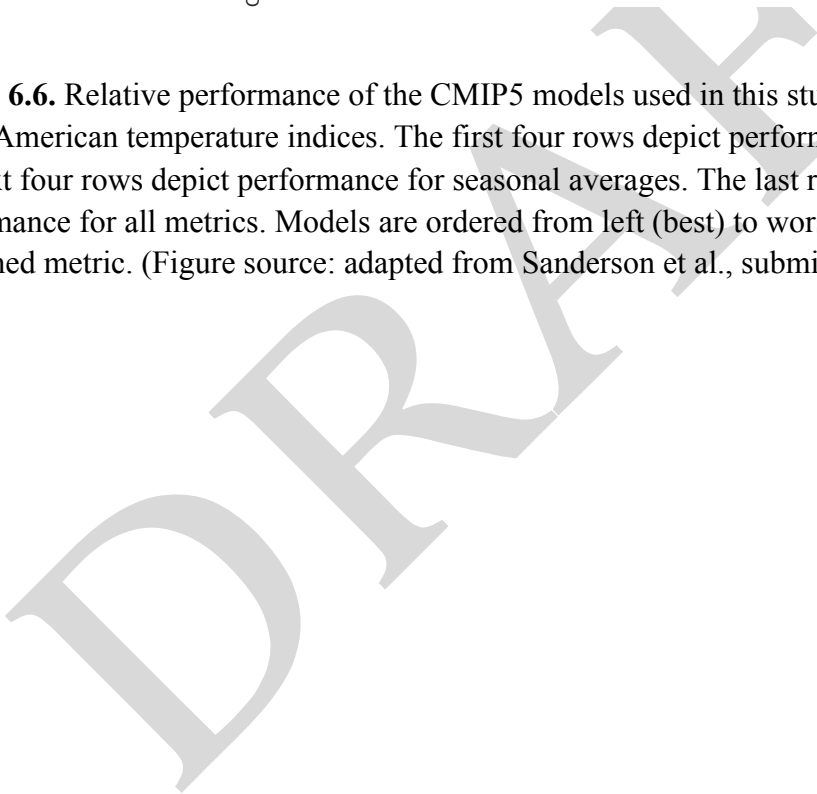 6.6. Relative performance of the CMIP5 models used in this stu
American temperature indices. The first four rows depict perform
t four rows depict performance for seasonal averages. The last r
mance for all metrics. Models are ordered from left (best) to wor
ned metric. (Figure source: adapted from Sanderson et al., submi
DRAF